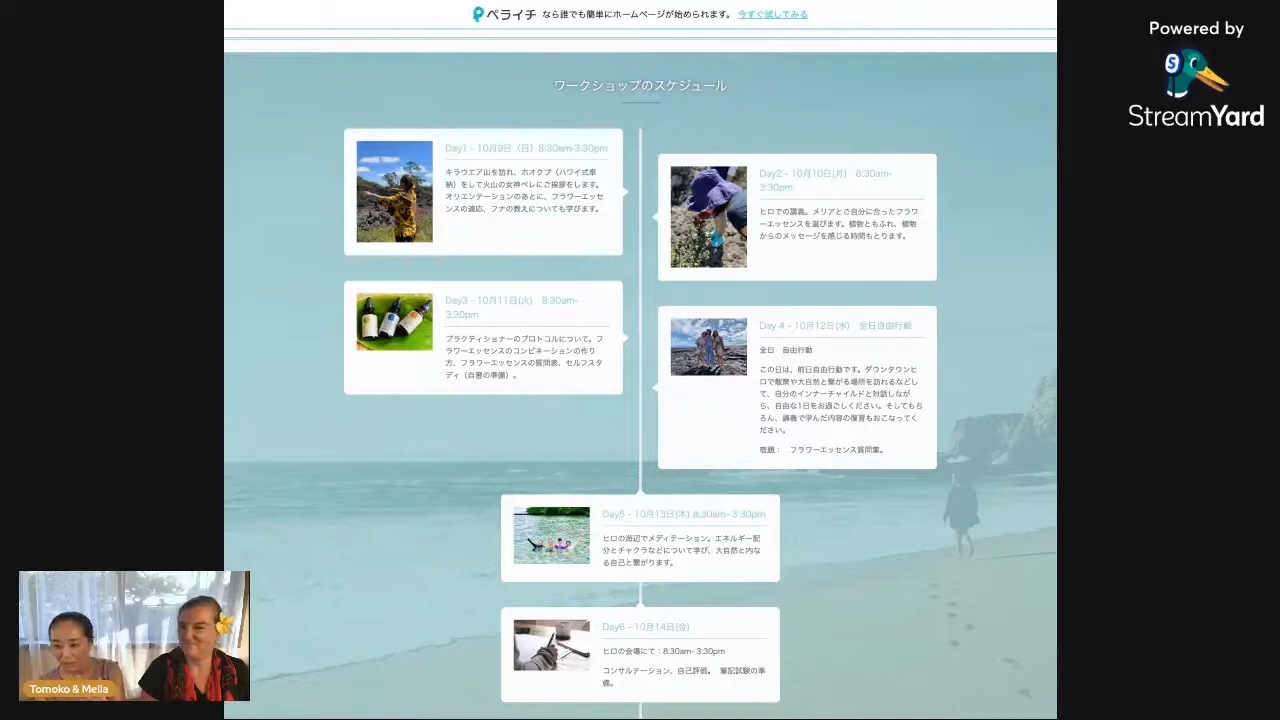 ペライチ なら誰でも簡単にホームページが始められます。 今すぐ試してみる
Powered by
StreamYard
ワークショップのスケジュール
Day1 - 10月9日（日）8:30am-3:30pm
キラウエア山を訪れ、ホオクプ（ハワイ式奉
納）をして火山の女神ペレにご挨拶をします。
オリエンテーションのあとに、フラワーエッセ
ンスの適応、フナの教えについても学びます。
Day2 - 10月10日(月) 8:30am-
3:30pm
ヒロでの講義。メリアとご自分に合ったフラワ
ーエッセンスを選びます。植物ともふれ、植物
からのメッセージを感じる時間もとります。
Day3 - 10月11日(火) 8:30am-
3:30pm
プラクティショナーのプロトコルについて。フ
ラワーエッセンスのコンビネーションの作り
方、フラワーエッセンスの質問表、セルフスタ
ディ（自習の準備）。
Day 4 - 10月12日(水) 全日自由行動
全日 自由行動
この日は、前日自由行動です。ダウンタウンヒ
ロで散策や大自然と繋がる場所を訪れるなどし
て、自分のインナーチャイルドと対話しなが
ら、自由な1日をお過ごしください。そしてもち
ろん、講義で学んだ内容の復習もおこなってく
ださい。
宿題： フラワーエッセンス質問集。
Day5 - 10月13日(木) 8:30am- 3:30pm
ヒロの海辺でメディテーション。エネルギー配
分とチャクラなどについて学び、大自然と内な
る自己と繋がります。
Day6 - 10月14日(金)
ヒロの会場にて：8:30am- 3:30pm
コンサルテーション、自己評価。 筆記試験の準
備。
Tomoko & Melia